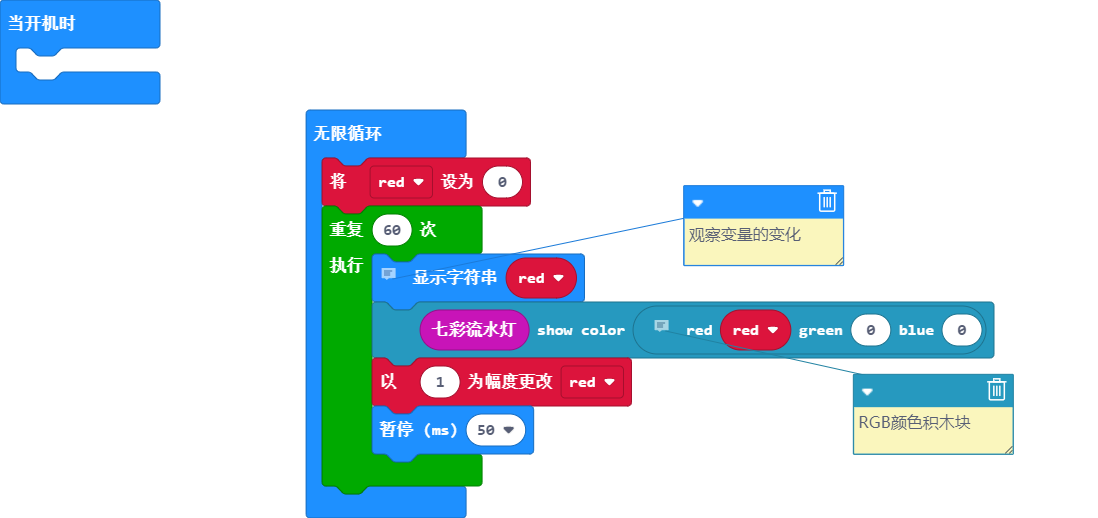 当开机时
无限循环
将 red 设为 0
重复 60 次
执行
显示字符串 red
七彩流水灯 show color red red green 0 blue 0
以 1 为幅度更改 red
暂停 (ms) 50
观察变量的变化
RGB颜色积木块